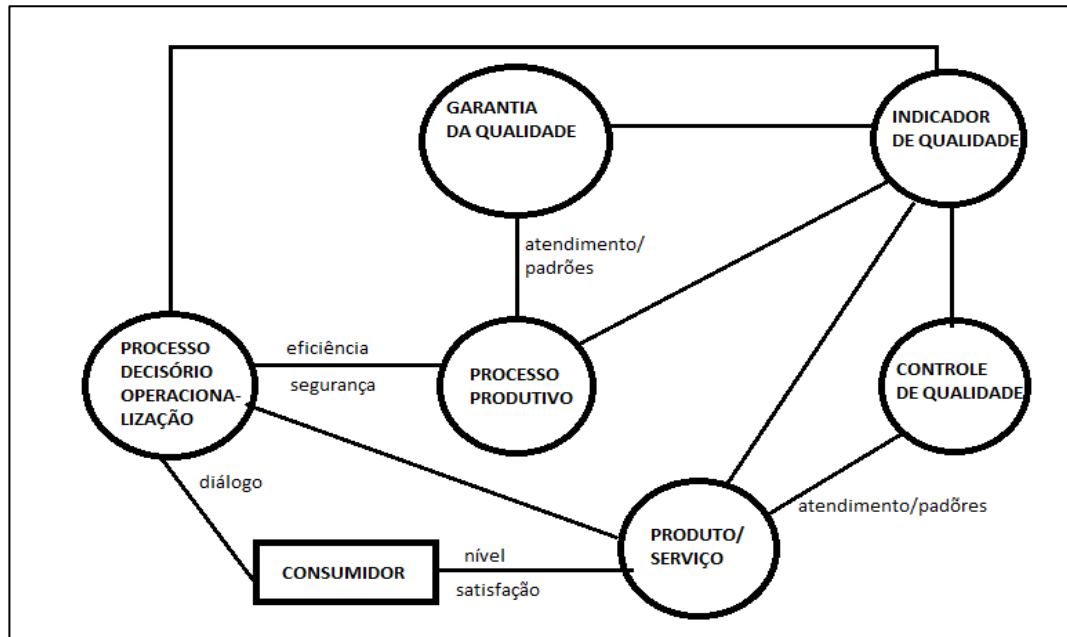 GARANTIA
DA QUALIDADE
INDICADOR
DE QUALIDADE
atendimento/
padrões
PROCESSO
DECISÓRIO
OPERACIONA-
LIZAÇÃO
eficiência
segurança
PROCESSO
PRODUTIVO
CONTROLE
DE QUALIDADE
diálogo
atendimento/padõres
PRODUTO/
SERVIÇO
CONSUMIDOR
nível
satisfação